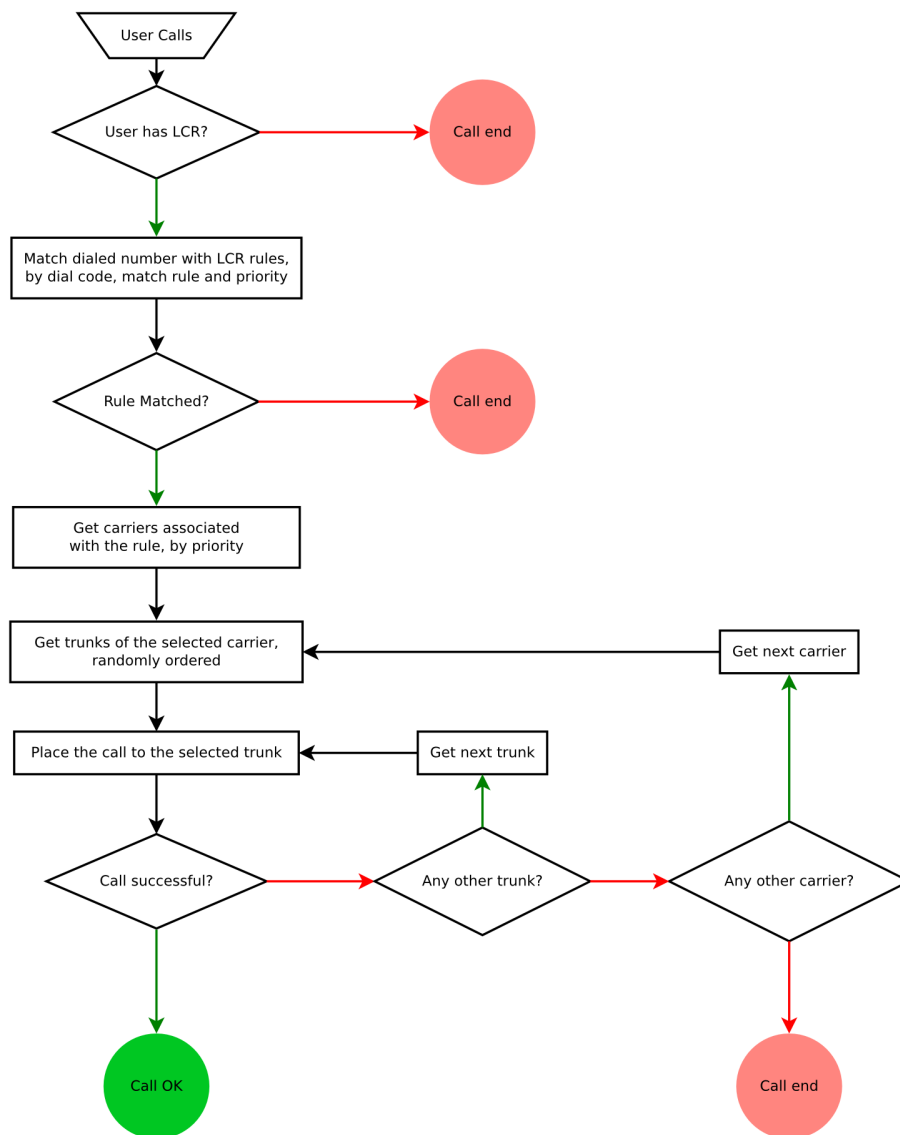 User Calls
User has LCR?
Call end
Match dialed number with LCR rules,
by dial code, match rule and priority
Rule Matched?
Call end
Get carriers associated
with the rule, by priority
Get trunks of the selected carrier,
randomly ordered
Get next carrier
Place the call to the selected trunk
Get next trunk
Call successful?
Any other trunk?
Any other carrier?
Call OK
Call end